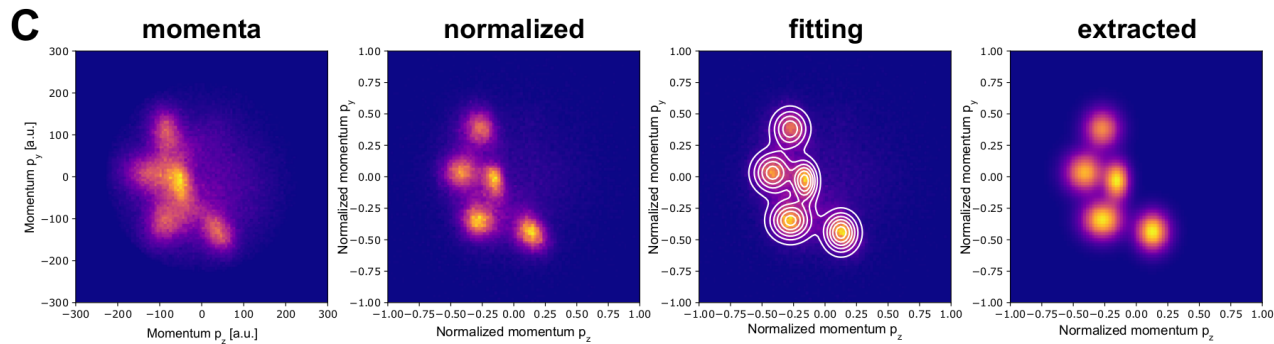 C
momenta
normalized
fitting
extracted
300
200
100
0
−100
−200
−300
−300 −200 −100 0 100 200 300
Momentum p_y [a.u.]
Momentum p_z [a.u.]
1.00
0.75
0.50
0.25
0.00
−0.25
−0.50
−0.75
−1.00
−1.00−0.75−0.50−0.25 0.00 0.25 0.50 0.75 1.00
Normalized momentum p_y
Normalized momentum p_z
1.00
0.75
0.50
0.25
0.00
−0.25
−0.50
−0.75
−1.00
−1.00−0.75−0.50−0.25 0.00 0.25 0.50 0.75 1.00
Normalized momentum p_y
Normalized momentum p_z
1.00
0.75
0.50
0.25
0.00
−0.25
−0.50
−0.75
−1.00
−1.00−0.75−0.50−0.25 0.00 0.25 0.50 0.75 1.00
Normalized momentum p_y
Normalized momentum p_z